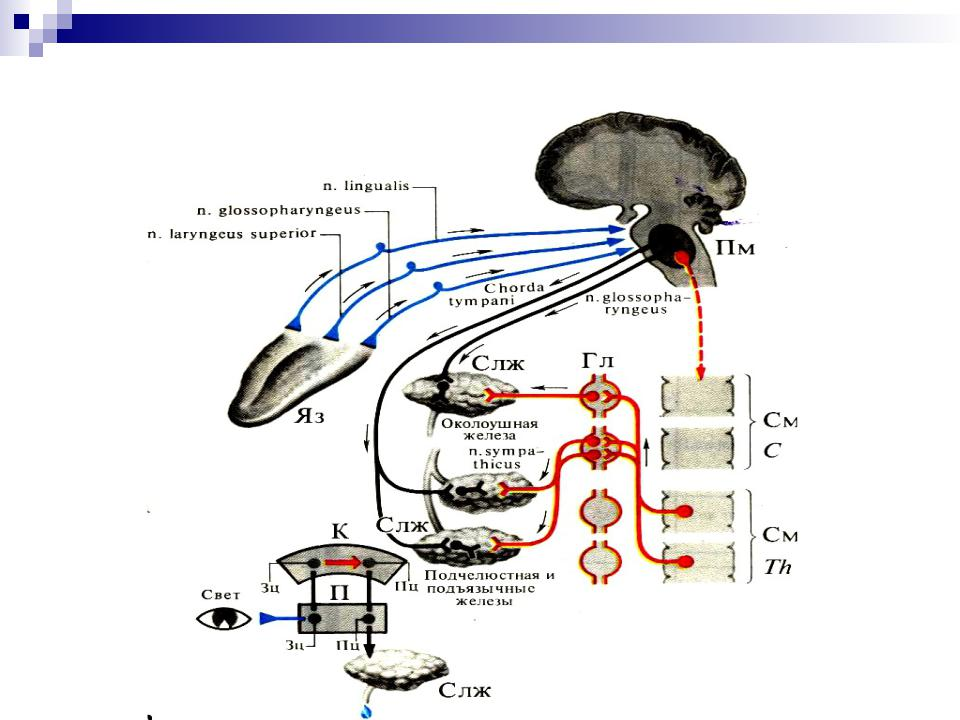 n. lingualis
n. glossopharyngeus
n. laryngeus superior
Пм
Chorda
tympani
n. glossopha-
ryngeus
Слж
Гл
Яз
Околоушная
железа
n. sympa-
thicus
См
C
Слж
К
См
Th
Зц
Пц
Подчелюстная и
подъязычные
железы
Свет
П
Зц
Пц
Слж